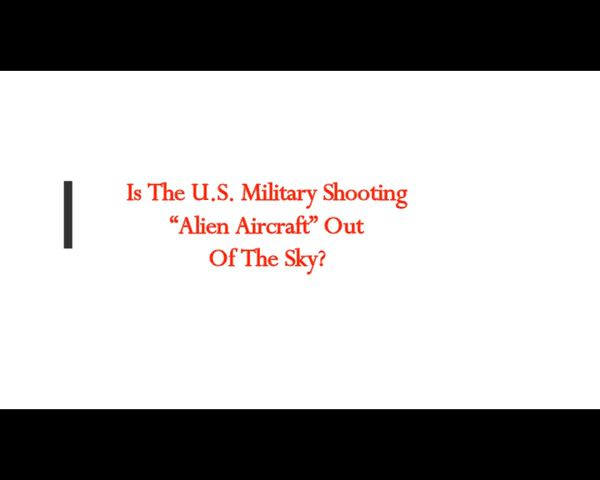 Is The U.S. Military Shooting
“Alien Aircraft” Out
Of The Sky?